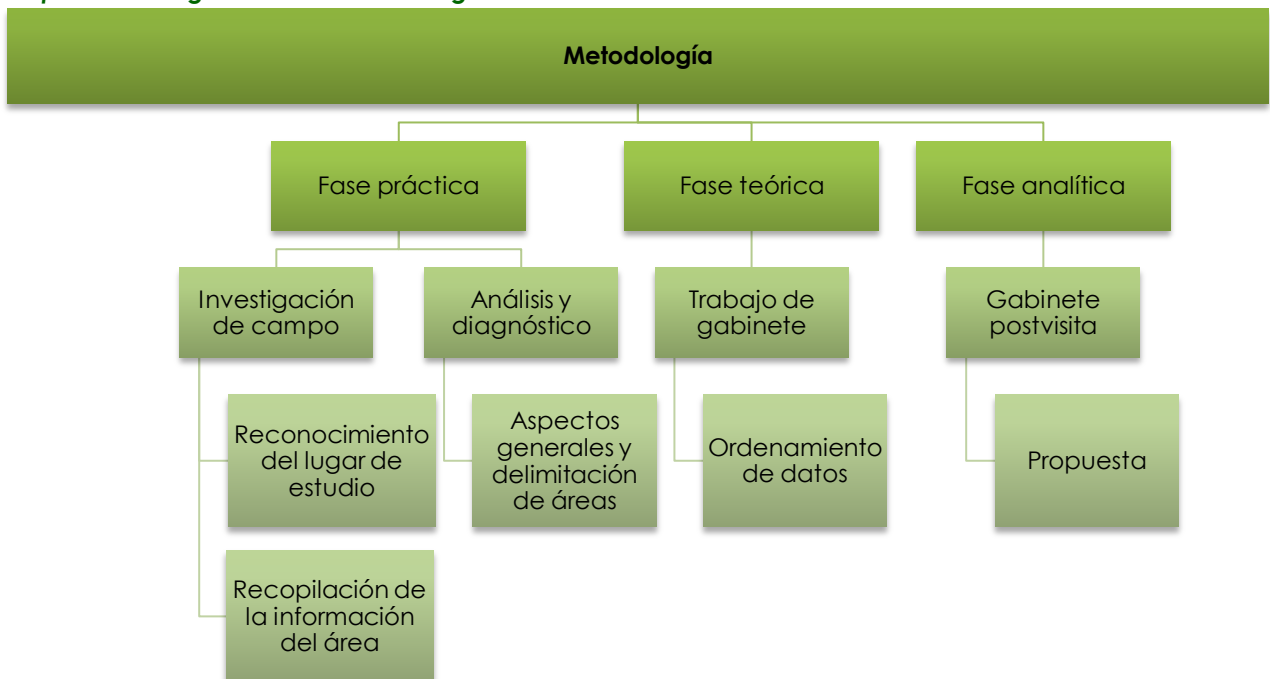 Metodología
Fase práctica
Fase teórica
Fase analítica
Investigación
de campo
Análisis y
diagnóstico
Trabajo de
gabinete
Gabinete
postvisita
Reconocimiento
del lugar de
estudio
Aspectos
generales y
delimitación
de áreas
Ordenamiento
de datos
Propuesta
Recopilación de
la información
del área